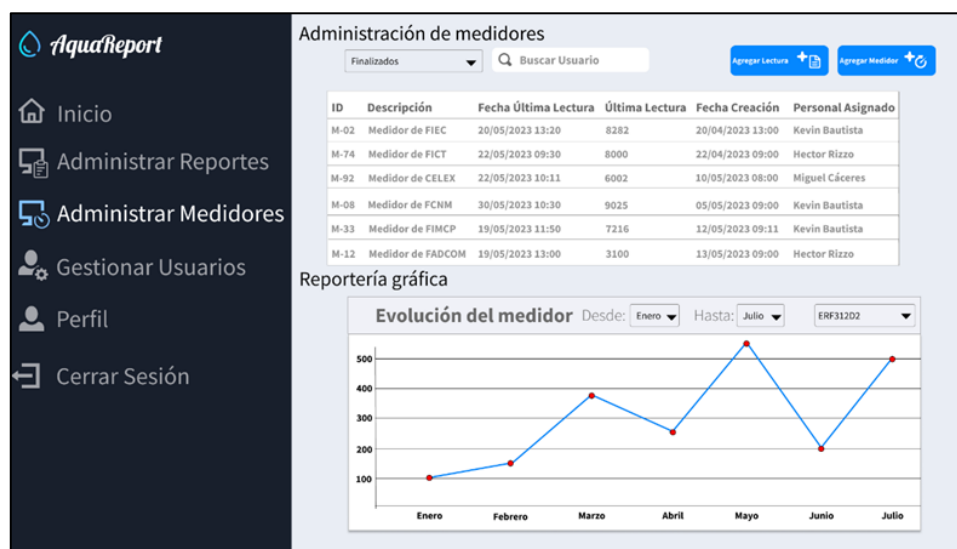 AquaReport
Inicio
Administrar Reportes
Administrar Medidores
Gestionar Usuarios
Perfil
Cerrar Sesión
Administración de medidores
Finalizados
Buscar Usuario
Agregar Lectura
Agregar Medidor
ID Descripción Fecha Última Lectura Última Lectura Fecha Creación Personal Asignado
M-02 Medidor de FIEC 20/05/2023 13:20 8282 20/04/2023 13:00 Kevin Bautista
M-74 Medidor de FICT 22/05/2023 09:30 8000 22/04/2023 09:00 Hector Rizzo
M-92 Medidor de CELEX 22/05/2023 10:11 6002 10/05/2023 08:00 Miguel Cáceres
M-08 Medidor de FCNM 30/05/2023 10:30 9025 05/05/2023 09:00 Kevin Bautista
M-33 Medidor de FIMCP 19/05/2023 11:50 7216 12/05/2023 09:11 Kevin Bautista
M-12 Medidor de FADCOM 19/05/2023 13:00 3100 13/05/2023 09:00 Hector Rizzo
Reportería gráfica
Evolución del medidor Desde: Enero Hasta: Julio ERF312D2
500
400
300
200
100
Enero Febrero Marzo Abril Mayo Junio Julio